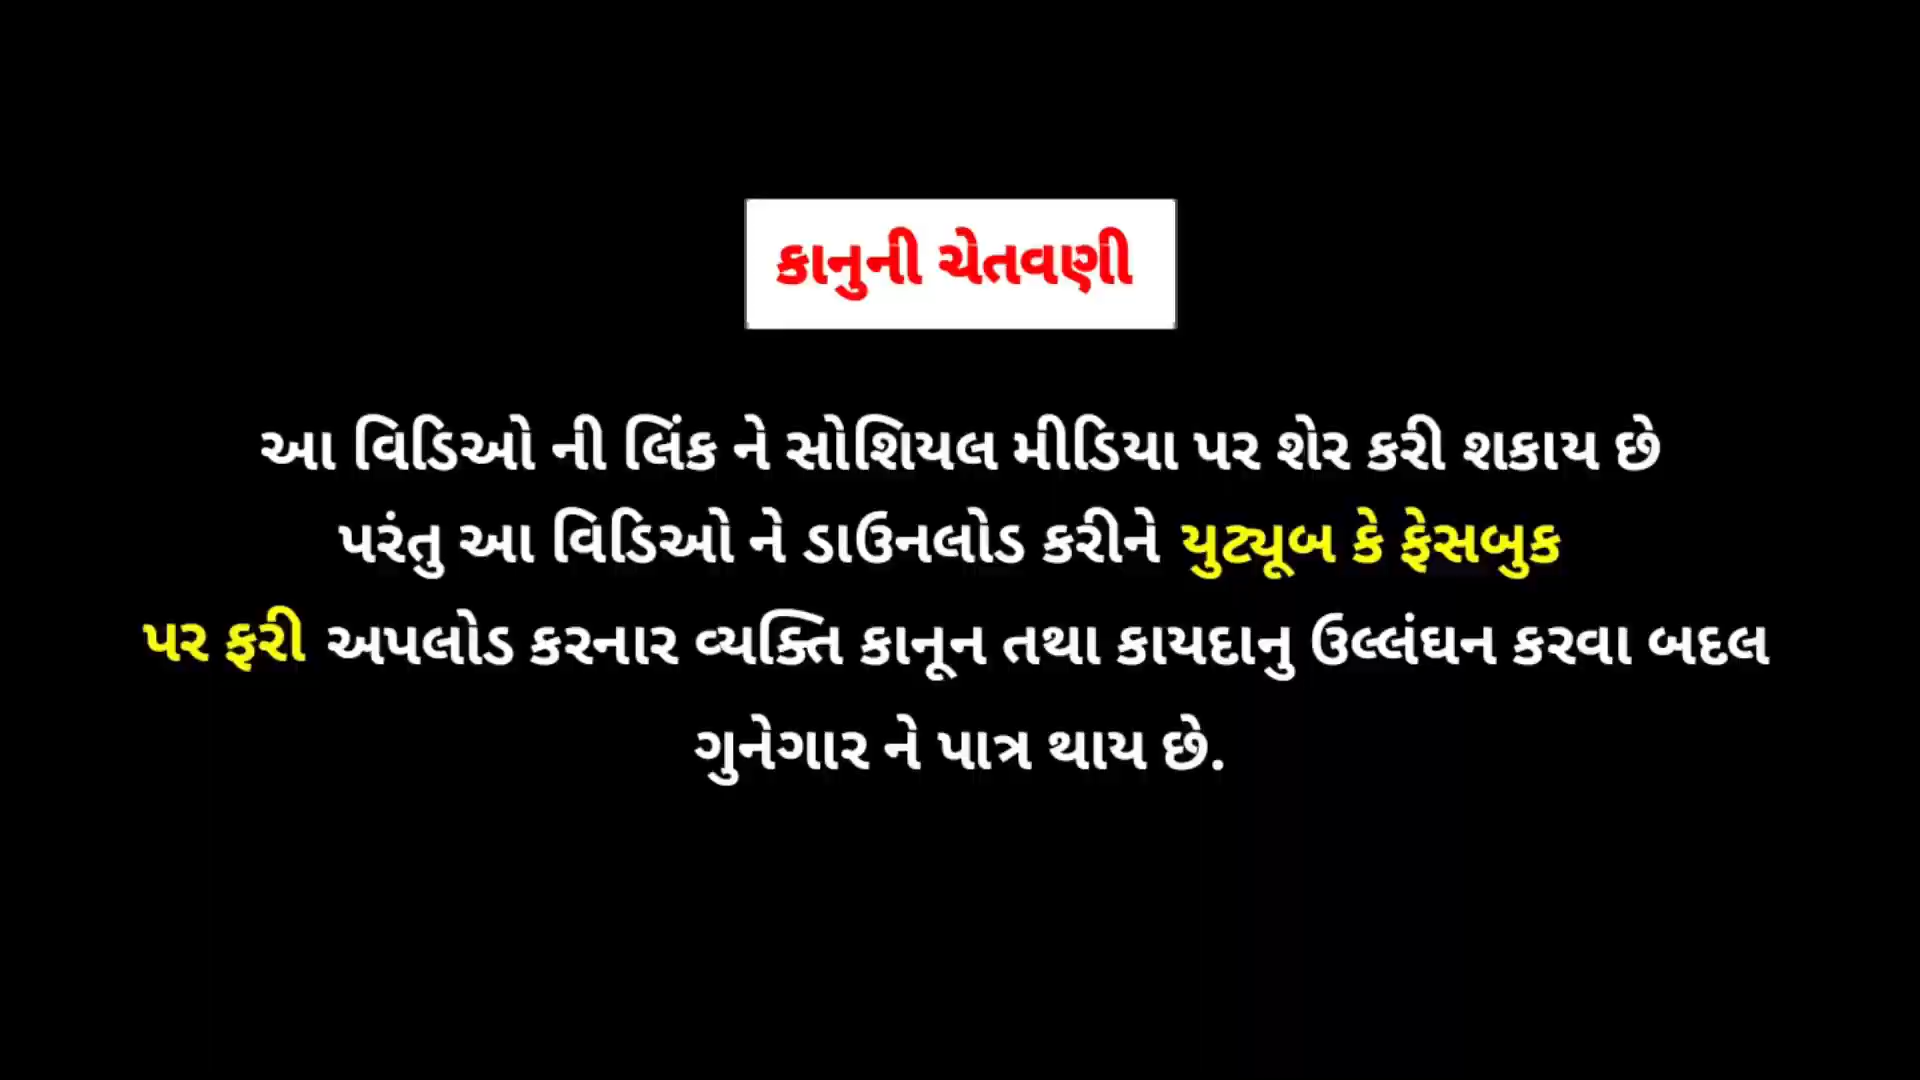 કાનુની ચેતવણી
આ વિડિઓ ની લિંક ને સોશિયલ મીડિયા પર શેર કરી શકાય છે
પરંતુ આ વિડિઓ ને ડાઉનલોડ કરીને યુટ્યૂબ કે ફેસબુક
પર ફરી અપલોડ કરનાર વ્યક્તિ કાનૂન તથા કાયદાનુ ઉલ્લંઘન કરવા બદલ
ગુનેગાર ને પાત્ર થાય છે.